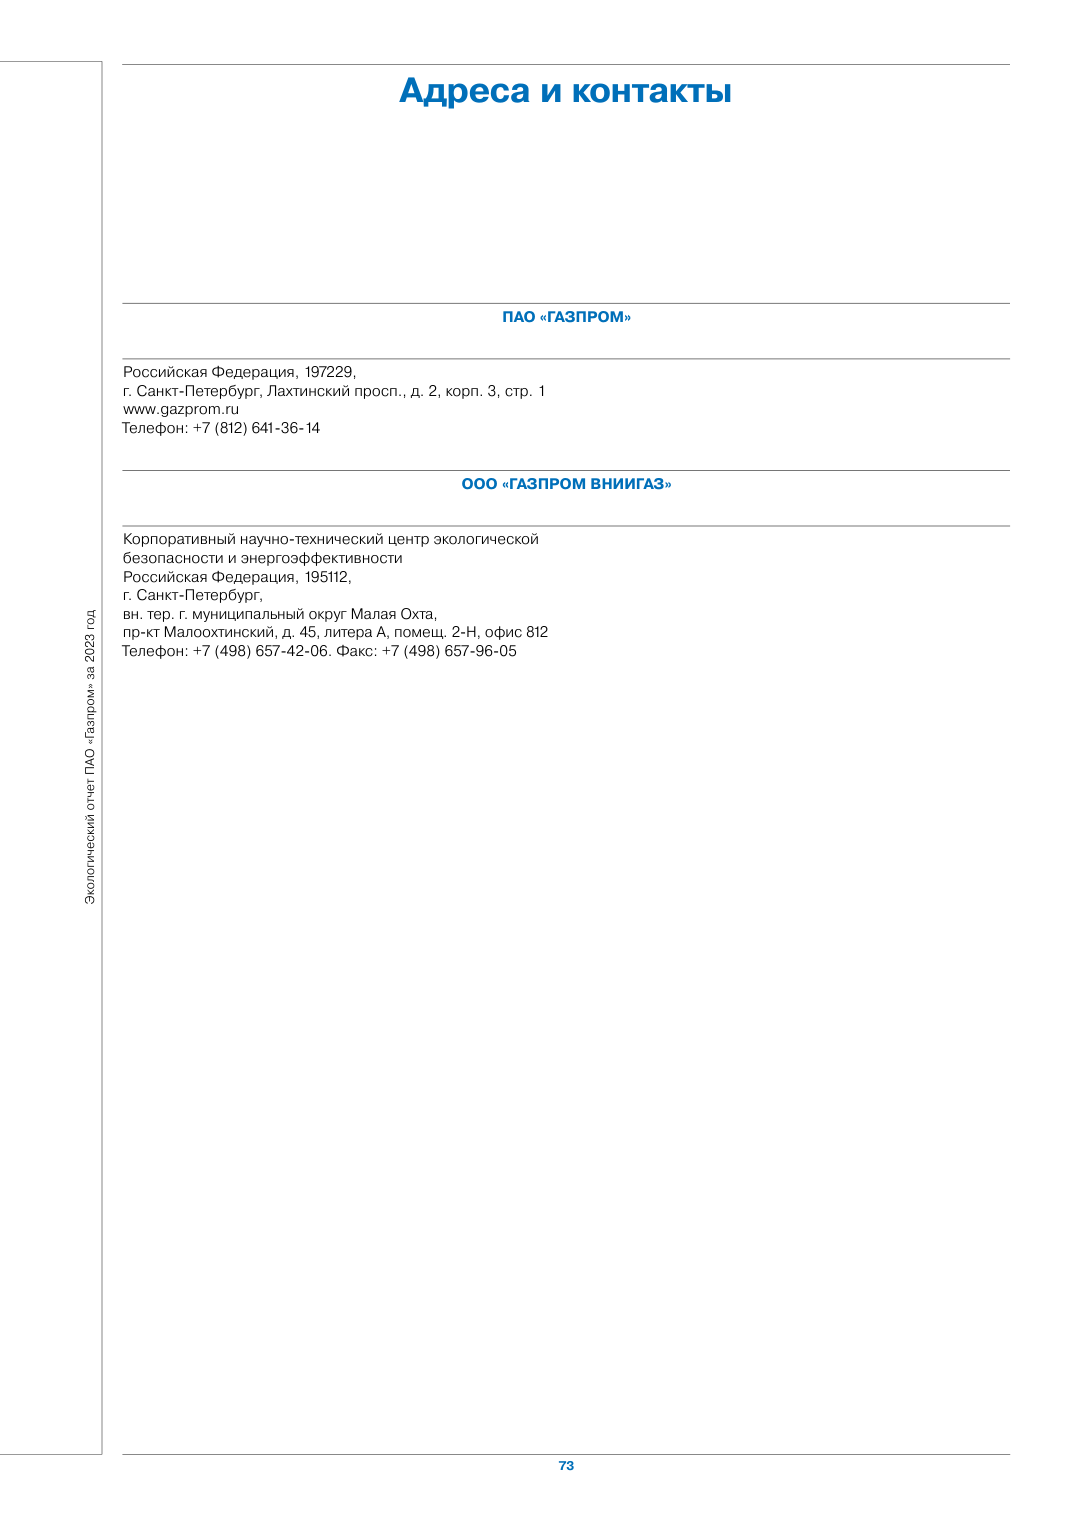 Адреса и контакты
ПАО «ГАЗПРОМ»
Российская Федерация, 197229,
г. Санкт-Петербург, Лахтинский просп., д. 2, корп. 3, стр. 1
www.gazprom.ru
Телефон: +7 (812) 641-36-14
ООО «ГАЗПРОМ ВНИИГАЗ»
Корпоративный научно-технический центр экологической
безопасности и энергоэффективности
Российская Федерация, 195112,
г. Санкт-Петербург,
вн. тер. г. муниципальный округ Малая Охта,
пр-кт Малоохтинский, д. 45, литера А, помещ. 2-Н, офис 812
Телефон: +7 (498) 657-42-06. Факс: +7 (498) 657-96-05
Экологический отчет ПАО «Газпром» за 2023 год
73